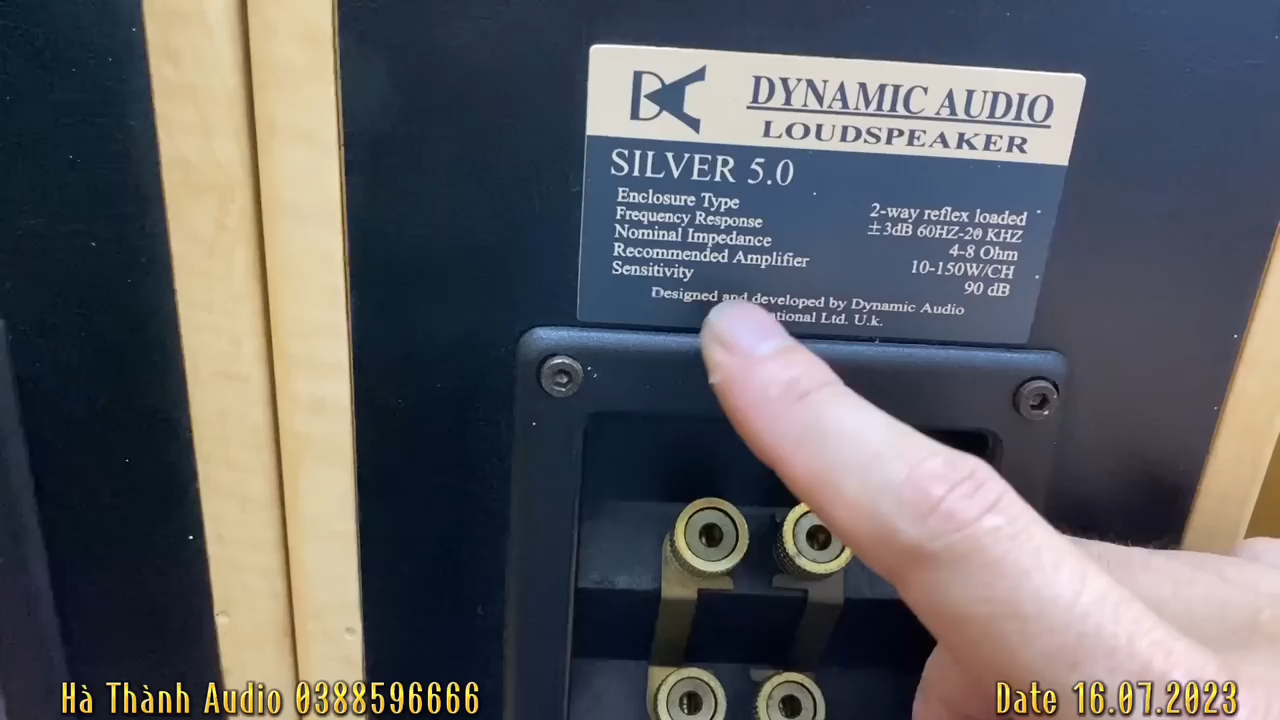 DYNAMIC AUDIO
LOUDSPEAKER
SILVER 5.0
Enclosure Type 2-way reflex loaded
Frequency Response ±3dB 60HZ-20 KHZ
Nominal Impedance 4-8 Ohm
Recommended Amplifier 10-150W/CH
Sensitivity 90 dB
Designed and developed by Dynamic Audio
Ltd. U.k.
Hà Thành Audio 0388596666
Date 16.07.2023